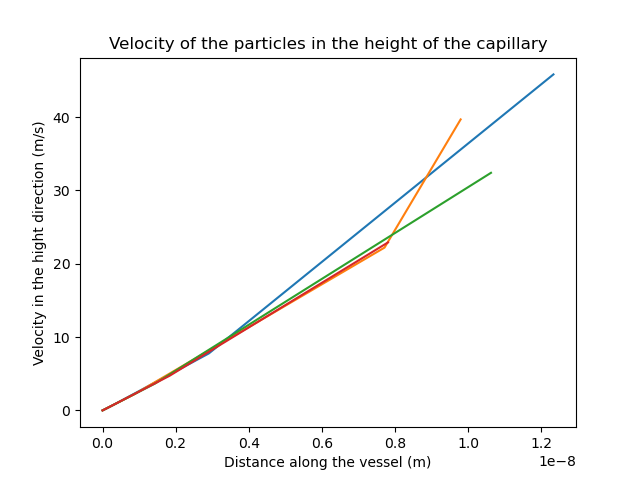 Velocity of the particles in the height of the capillary
Velocity in the hight direction (m/s)
40
30
20
10
0
0.0 0.2 0.4 0.6 0.8 1.0 1.2
1e−8
Distance along the vessel (m)